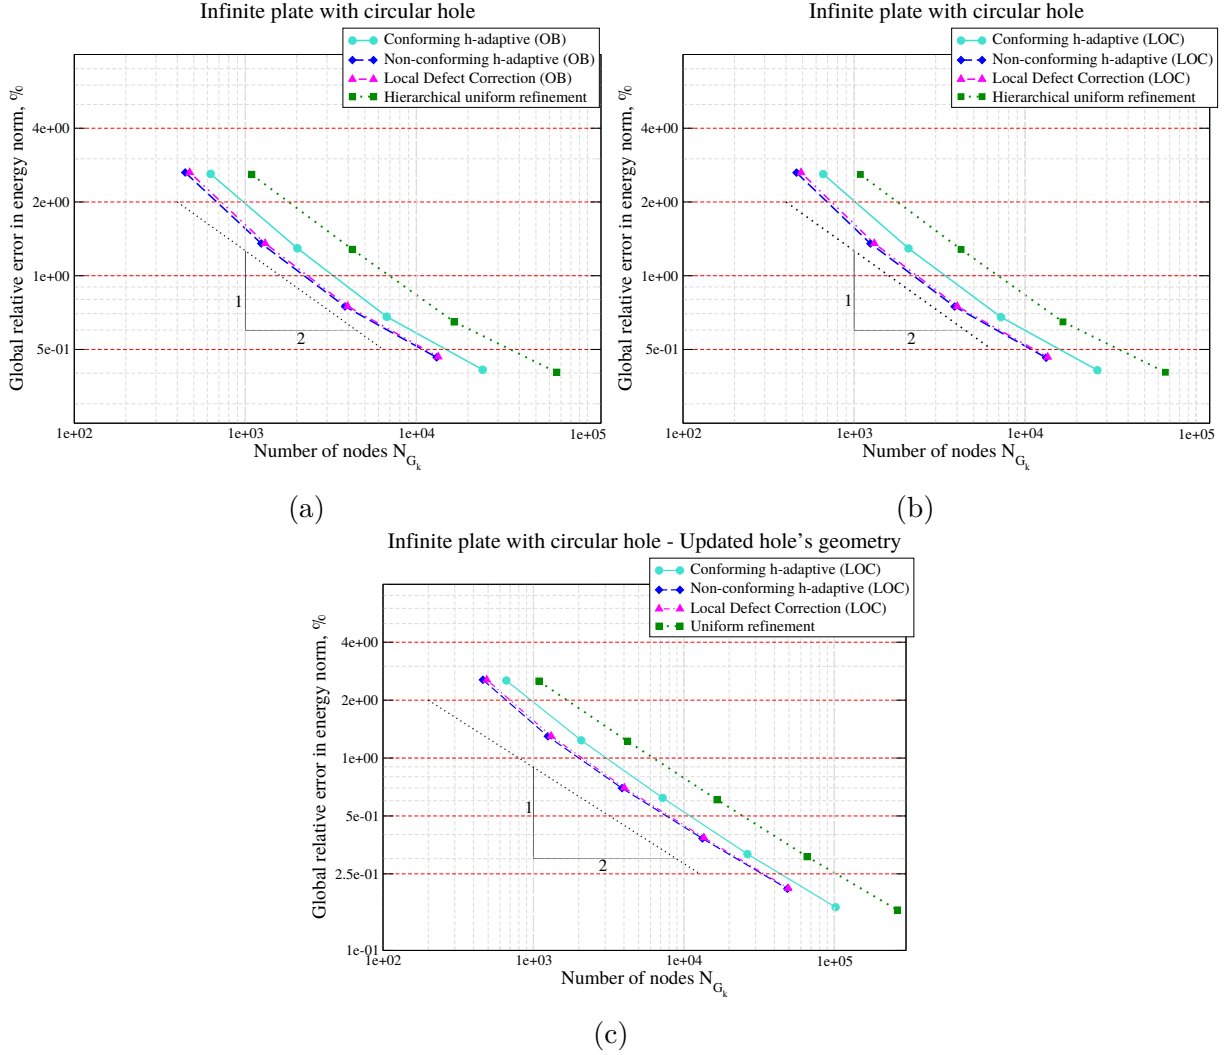 Infinite plate with circular hole
Conforming h-adaptive (OB)
Non-conforming h-adaptive (OB)
Local Defect Correction (OB)
Hierarchical uniform refinement
Global relative error in energy norm, %
4e+00
2e+00
1e+00
5e-01
1
2
1e+02
1e+03
1e+04
1e+05
Number of nodes N_{G_k}
(a)
Infinite plate with circular hole
Conforming h-adaptive (LOC)
Non-conforming h-adaptive (LOC)
Local Defect Correction (LOC)
Hierarchical uniform refinement
Global relative error in energy norm, %
4e+00
2e+00
1e+00
5e-01
1
2
1e+02
1e+03
1e+04
1e+05
Number of nodes N_{G_k}
(b)
Infinite plate with circular hole - Updated hole's geometry
Conforming h-adaptive (LOC)
Non-conforming h-adaptive (LOC)
Local Defect Correction (LOC)
Uniform refinement
Global relative error in energy norm, %
4e+00
2e+00
1e+00
5e-01
2.5e-01
1e-01
1
2
1e+02
1e+03
1e+04
1e+05
Number of nodes N_{G_k}
(c)